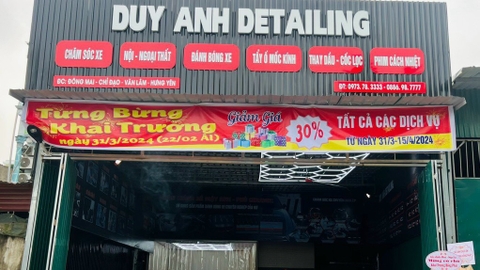 DUY ANH DETAILING
CHĂM SÓC XE
NỘI - NGOẠI THẤT
ĐÁNH BÓNG XE
TẨY Ố MỐC KÍNH
THAY DẦU - CỐC LỌC
PHIM CÁCH NHIỆT
ĐC: ĐÔNG MAI - CHỈ ĐẠO - VĂN LÂM - HƯNG YÊN
ĐT: 0973. 78. 3333 - 0866. 98. 7777
Tưng Bừng
Khai Trương
ngày 31/3/2024 (22/02 ÂL)
Giảm Giá
30%
TẤT CẢ CÁC DỊCH VỤ
TỪ NGÀY 31/3-15/4/2024